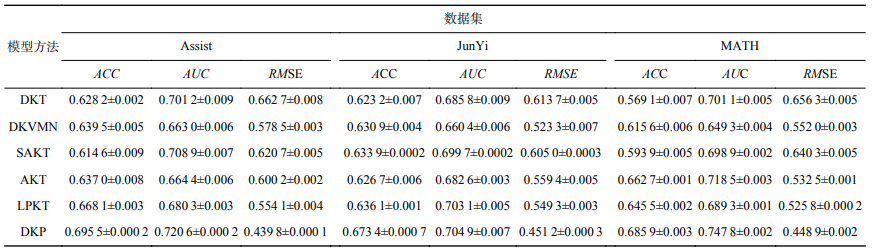 数据集
模型方法 Assist JunYi MATH
ACC AUC RMSE ACC AUC RMSE ACC AUC RMSE
DKT 0.628 2±0.002 0.701 2±0.009 0.662 7±0.008 0.623 2±0.007 0.685 8±0.009 0.613 7±0.005 0.569 1±0.007 0.701 1±0.005 0.656 3±0.005
DKVMN 0.639 5±0.005 0.663 0±0.006 0.578 5±0.003 0.630 9±0.004 0.660 4±0.006 0.523 3±0.007 0.615 6±0.006 0.649 3±0.004 0.552 0±0.003
SAKT 0.614 6±0.009 0.708 9±0.007 0.620 7±0.005 0.633 9±0.0002 0.699 7±0.0002 0.605 0±0.0003 0.593 9±0.005 0.698 9±0.002 0.640 3±0.005
AKT 0.637 0±0.008 0.664 4±0.006 0.600 2±0.002 0.626 7±0.006 0.682 6±0.003 0.559 4±0.005 0.662 7±0.001 0.718 5±0.003 0.532 5±0.001
LPKT 0.668 1±0.003 0.680 3±0.003 0.554 1±0.004 0.636 1±0.001 0.703 1±0.005 0.549 3±0.003 0.645 5±0.002 0.689 3±0.001 0.525 8±0.000 2
DKP 0.695 5±0.000 2 0.720 6±0.000 2 0.439 8±0.000 1 0.673 4±0.000 7 0.704 9±0.007 0.451 2±0.000 3 0.685 9±0.003 0.747 8±0.002 0.448 9±0.002